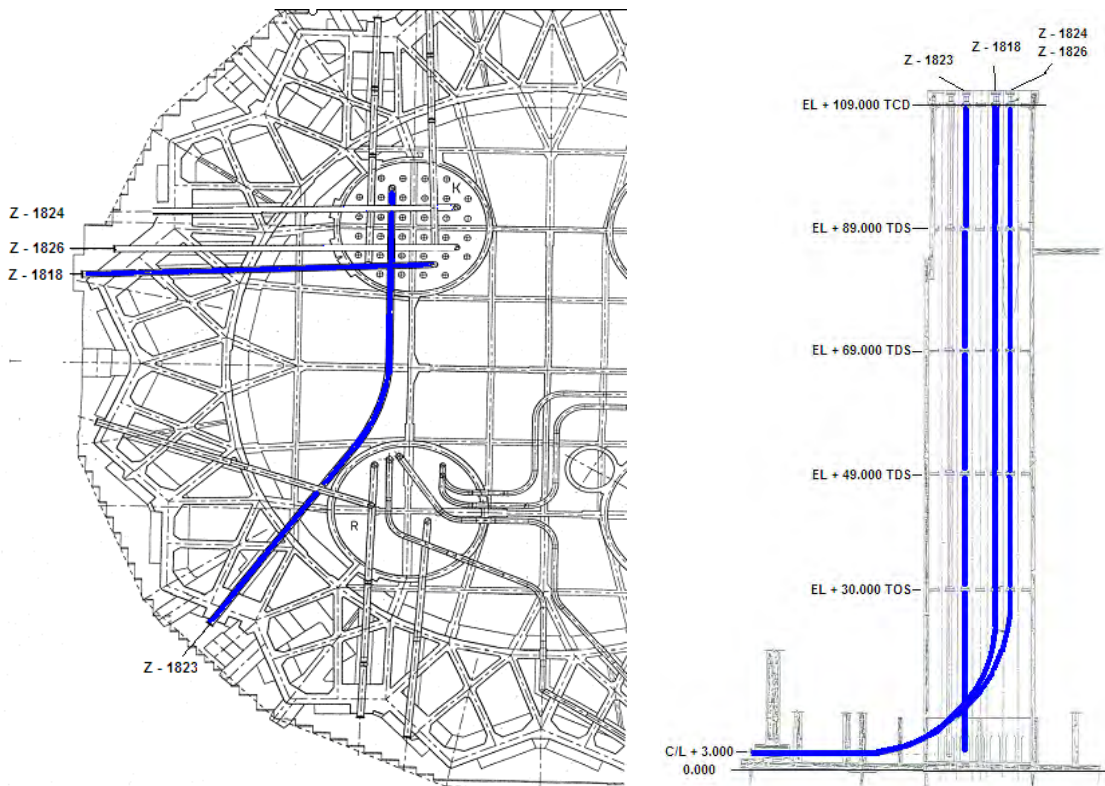 Z - 1824
Z - 1826
Z - 1818
Z - 1823
K
R
Z - 1824
Z - 1826
Z - 1818
Z - 1823
EL + 109.000 TCD
EL + 89.000 TDS
EL + 69.000 TDS
EL + 49.000 TDS
EL + 30.000 TOS
C/L + 3.000
0.000